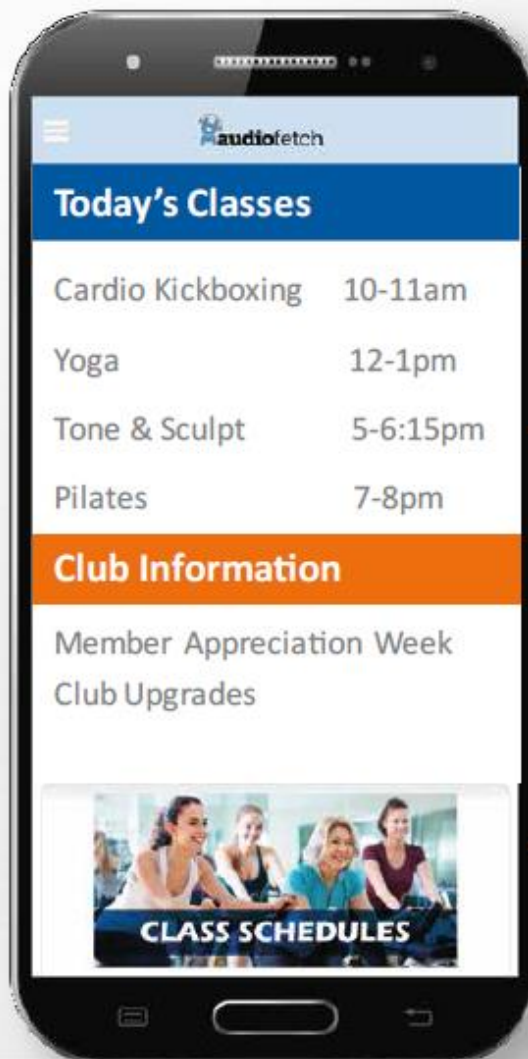 audiofetch
Today's Classes
Cardio Kickboxing 10-11am
Yoga 12-1pm
Tone & Sculpt 5-6:15pm
Pilates 7-8pm
Club Information
Member Appreciation Week
Club Upgrades
CLASS SCHEDULES